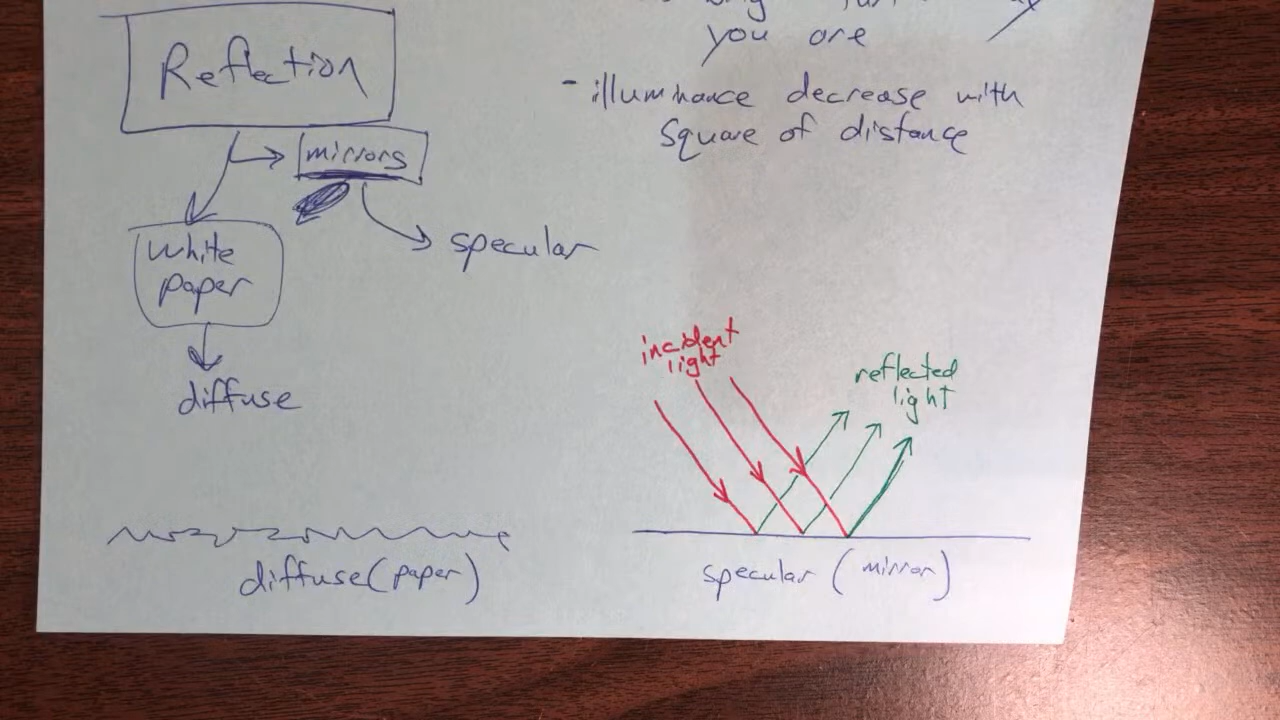 Reflection
mirrors
specular
white
paper
diffuse
you are
- illuminance decrease with
square of distance
incident
light
reflected
light
diffuse (paper)
specular (mirror)